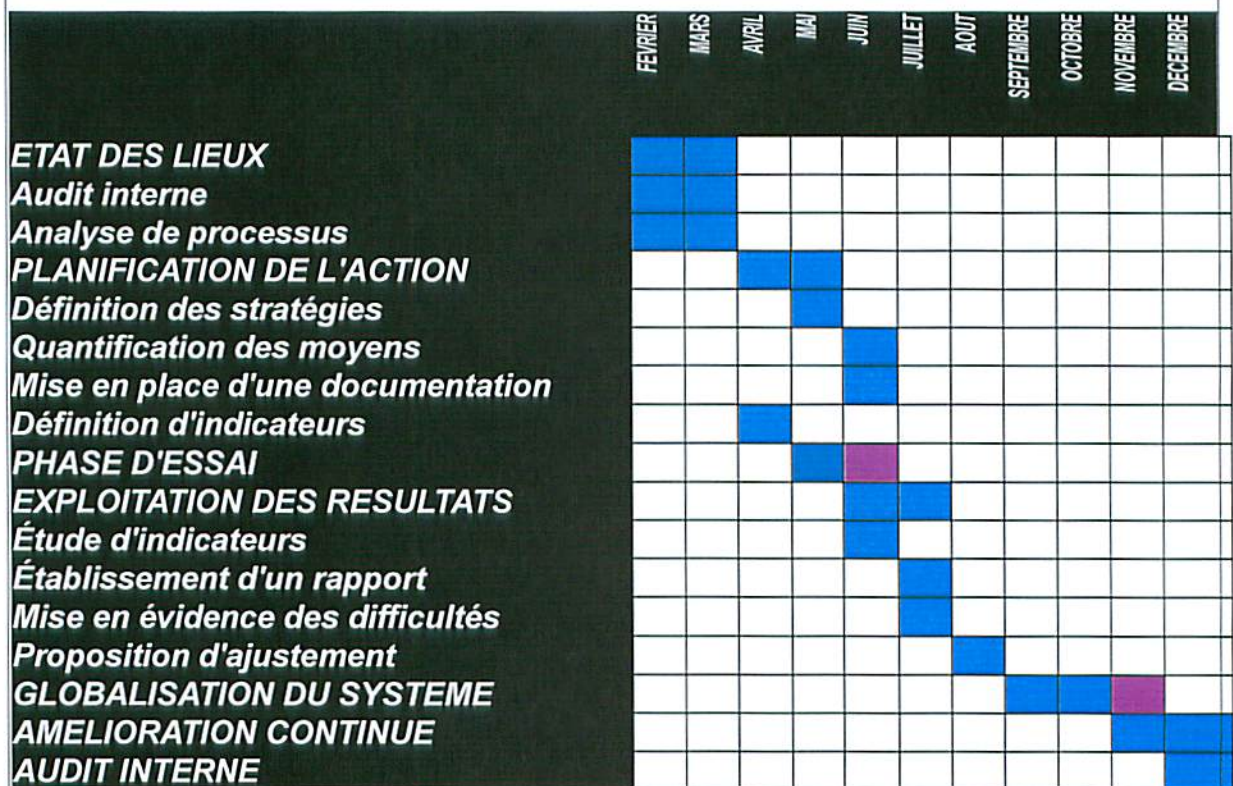 FEVRIER
MARS
AVRIL
MAI
JUIN
JUILLET
AOUT
SEPTEMBRE
OCTOBRE
NOVEMBRE
DECEMBRE
ETAT DES LIEUX
Audit interne
Analyse de processus
PLANIFICATION DE L'ACTION
Définition des stratégies
Quantification des moyens
Mise en place d'une documentation
Définition d'indicateurs
PHASE D'ESSAI
EXPLOITATION DES RESULTATS
Étude d'indicateurs
Établissement d'un rapport
Mise en évidence des difficultés
Proposition d'ajustement
GLOBALISATION DU SYSTEME
AMELIORATION CONTINUE
AUDIT INTERNE